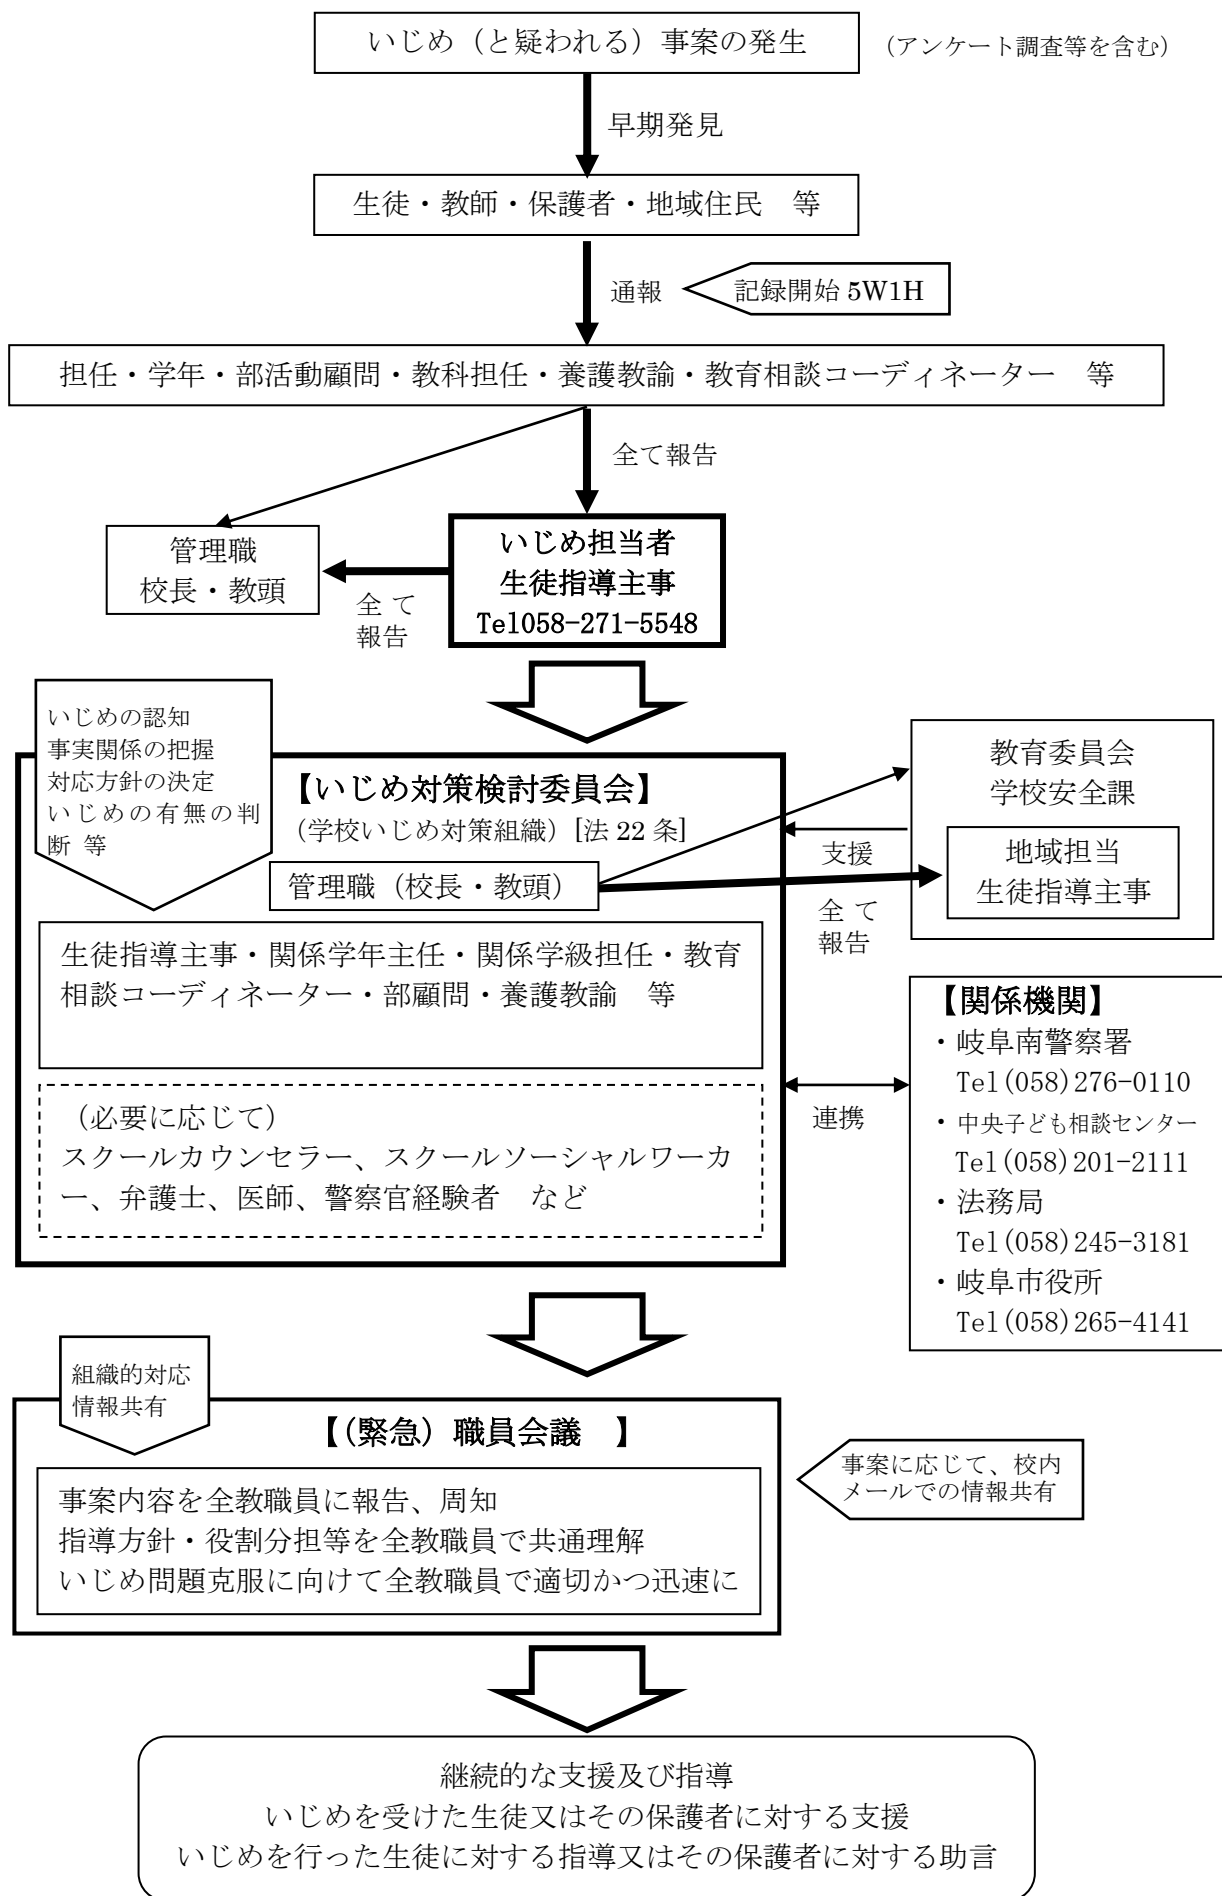 いじめ（と疑われる）事案の発生
（アンケート調査等を含む）
早期発見
生徒・教師・保護者・地域住民　等
通報
記録開始 5W1H
担任・学年・部活動顧問・教科担任・養護教諭・教育相談コーディネーター　等
全て報告
管理職
校長・教頭
いじめ担当者
生徒指導主事
Tel058-271-5548
全 て
報告
いじめの認知
事実関係の把握
対応方針の決定
いじめの有無の判
断 等
【いじめ対策検討委員会】
（学校いじめ対策組織）[法 22 条]
管理職（校長・教頭）
教育委員会
学校安全課
支援
地域担当
生徒指導主事
全 て
報告
生徒指導主事・関係学年主任・関係学級担任・教育
相談コーディネーター・部顧問・養護教諭　等
（必要に応じて）
スクールカウンセラー、スクールソーシャルワーカ
ー、弁護士、医師、警察官経験者　など
連携
【関係機関】
・岐阜南警察署
Tel(058)276-0110
・中央子ども相談センター
Tel(058)201-2111
・法務局
Tel(058)245-3181
・岐阜市役所
Tel(058)265-4141
組織的対応
情報共有
【（緊急）職員会議　】
事案内容を全教職員に報告、周知
指導方針・役割分担等を全教職員で共通理解
いじめ問題克服に向けて全教職員で適切かつ迅速に
事案に応じて、校内
メールでの情報共有
継続的な支援及び指導
いじめを受けた生徒又はその保護者に対する支援
いじめを行った生徒に対する指導又はその保護者に対する助言